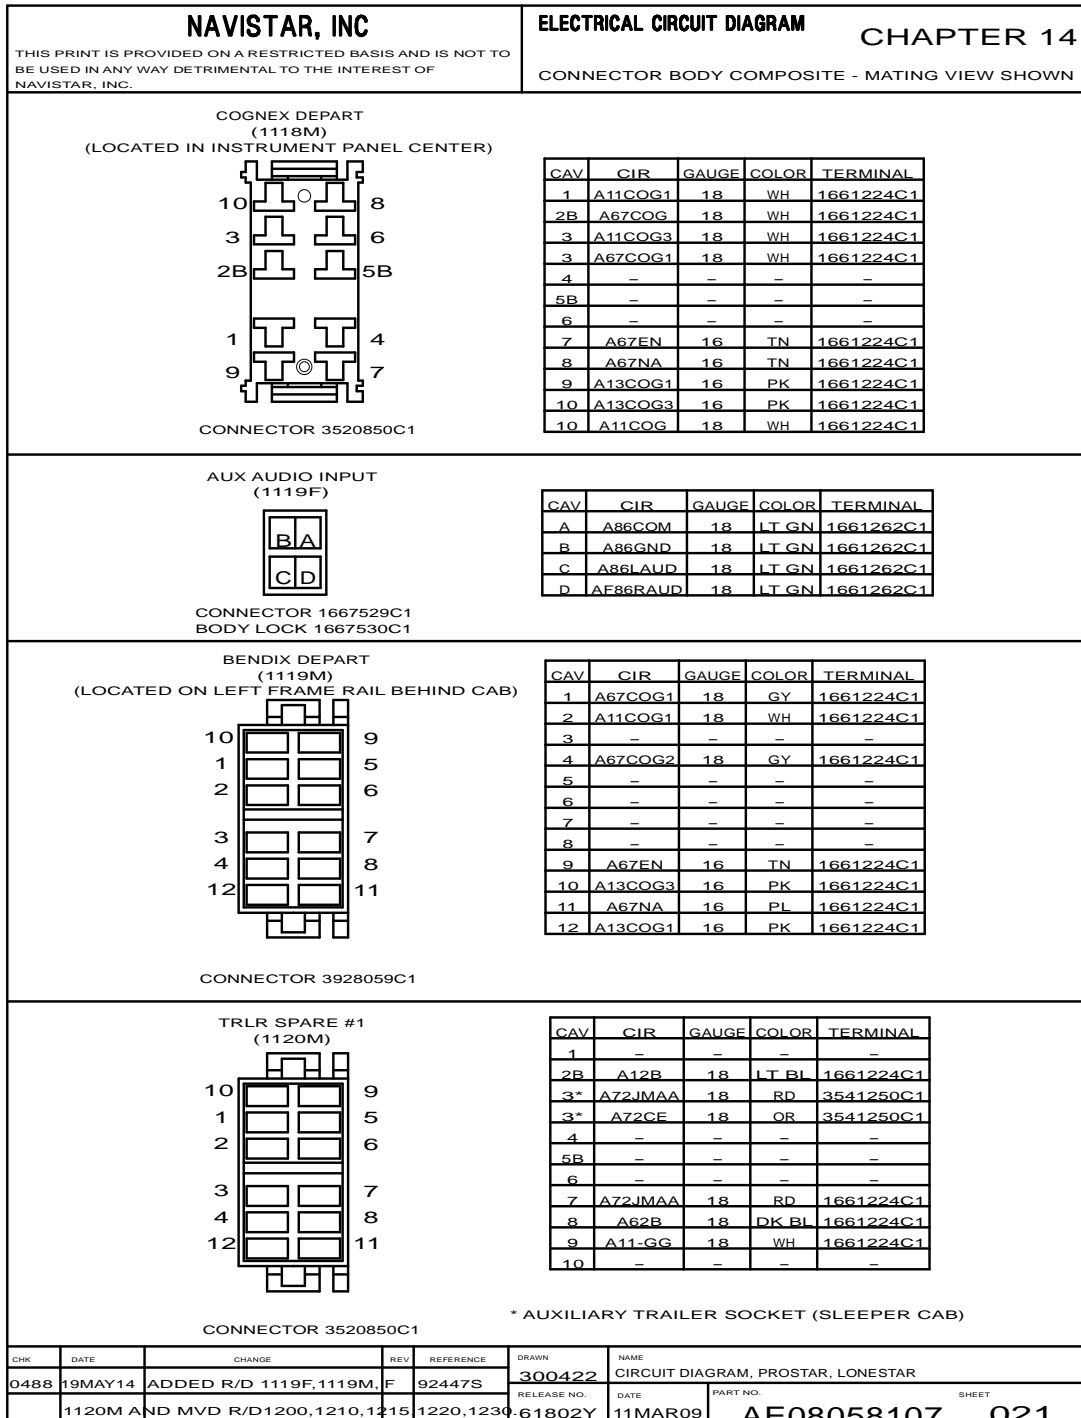 NAVISTAR, INC
THIS PRINT IS PROVIDED ON A RESTRICTED BASIS AND IS NOT TO
BE USED IN ANY WAY DETRIMENTAL TO THE INTEREST OF
NAVISTAR, INC.
ELECTRICAL CIRCUIT DIAGRAM
CHAPTER 14
CONNECTOR BODY COMPOSITE - MATING VIEW SHOWN
COGNEX DEPART
(1118M)
(LOCATED IN INSTRUMENT PANEL CENTER)
10 8
3 6
2B 5B
1 4
9 7
CONNECTOR 3520850C1
CAV CIR GAUGE COLOR TERMINAL
1 A11COG1 18 WH 1661224C1
2B A67COG 18 WH 1661224C1
3 A11COG3 18 WH 1661224C1
3 A67COG1 18 WH 1661224C1
4 – – – –
5B – – – –
6 – – – –
7 A67EN 16 TN 1661224C1
8 A67NA 16 TN 1661224C1
9 A13COG1 16 PK 1661224C1
10 A13COG3 16 PK 1661224C1
10 A11COG 18 WH 1661224C1
AUX AUDIO INPUT
(1119F)
B A
C D
CONNECTOR 1667529C1
BODY LOCK 1667530C1
CAV CIR GAUGE COLOR TERMINAL
A A86COM 18 LT GN 1661262C1
B A86GND 18 LT GN 1661262C1
C A86LAUD 18 LT GN 1661262C1
D AF86RAUD 18 LT GN 1661262C1
BENDIX DEPART
(1119M)
(LOCATED ON LEFT FRAME RAIL BEHIND CAB)
10 9
1 5
2 6
3 7
4 8
12 11
CONNECTOR 3928059C1
CAV CIR GAUGE COLOR TERMINAL
1 A67COG1 18 GY 1661224C1
2 A11COG1 18 WH 1661224C1
3 – – – –
4 A67COG2 18 GY 1661224C1
5 – – – –
6 – – – –
7 – – – –
8 – – – –
9 A67EN 16 TN 1661224C1
10 A13COG3 16 PK 1661224C1
11 A67NA 16 PL 1661224C1
12 A13COG1 16 PK 1661224C1
TRLR SPARE #1
(1120M)
10 9
1 5
2 6
3 7
4 8
12 11
CONNECTOR 3520850C1
CAV CIR GAUGE COLOR TERMINAL
1 – – – –
2B A12B 18 LT BL 1661224C1
3* A72JMAA 18 RD 3541250C1
3* A72CE 18 OR 3541250C1
4 – – – –
5B – – – –
6 – – – –
7 A72JMAA 18 RD 1661224C1
8 A62B 18 DK BL 1661224C1
9 A11-GG 18 WH 1661224C1
10 – – – –
* AUXILIARY TRAILER SOCKET (SLEEPER CAB)
CHK DATE CHANGE REV REFERENCE
0488 19MAY14 ADDED R/D 1119F,1119M, F 92447S
1120M AND MVD R/D1200,1210,1215,1220,1230.
DRAWN
300422
NAME
CIRCUIT DIAGRAM, PROSTAR, LONESTAR
RELEASE NO.
61802Y
DATE
11MAR09
PART NO.
AE08058107
SHEET
021